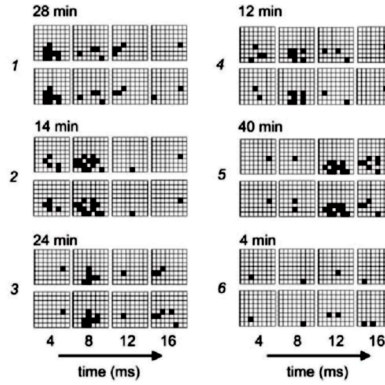 28 min
1
14 min
2
24 min
3
4 8 12 16
time (ms)
12 min
4
40 min
5
4 min
6
4 8 12 16
time (ms)